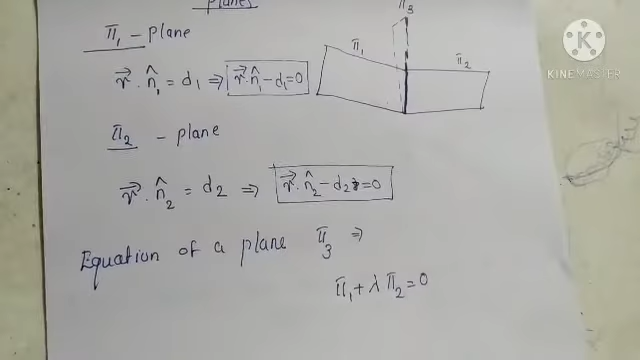 Planes
π₃
π₁ - plane
π₁
π₂
K
KINEMASTER
r⃗ . n̂₁ = d₁ ⇒ r⃗ . n̂₁ - d₁ = 0
π₂ - plane
r⃗ . n̂₂ = d₂ ⇒ r⃗ . n̂₂ - d₂ = 0
Equation of a plane π₃ ⇒
π₁ + λ π₂ = 0